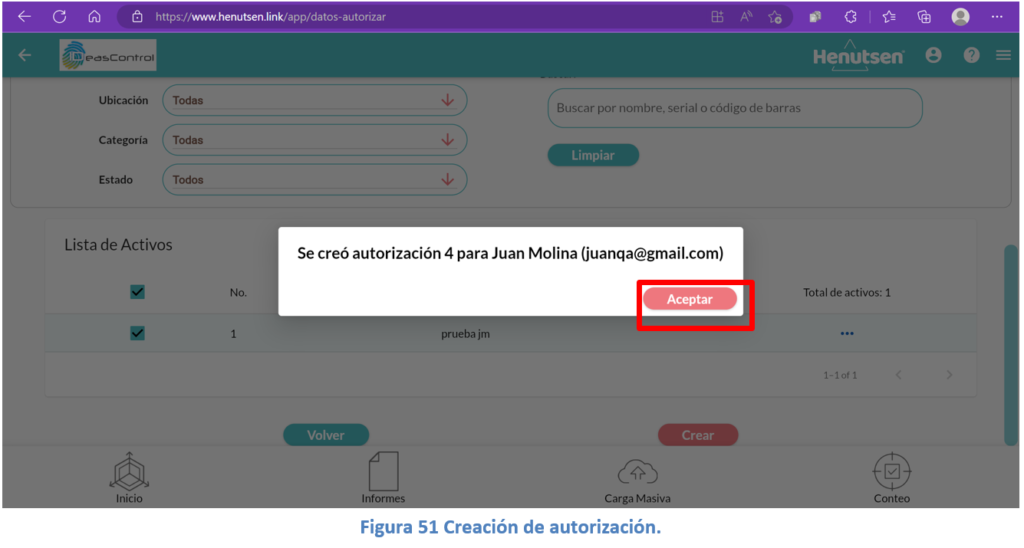 https://www.henutsen.link/app/datos-autorizar
easControl
Henutsen
Ubicación
Todas
Buscar por nombre, serial o código de barras
Categoría
Todas
Limpiar
Estado
Todos
Lista de Activos
Se creó autorización 4 para Juan Molina (juanqa@gmail.com)
Aceptar
No.
Total de activos: 1
1
prueba jm
1-1 of 1
Volver
Crear
Inicio
Informes
Carga Masiva
Conteo
Figura 51 Creación de autorización.